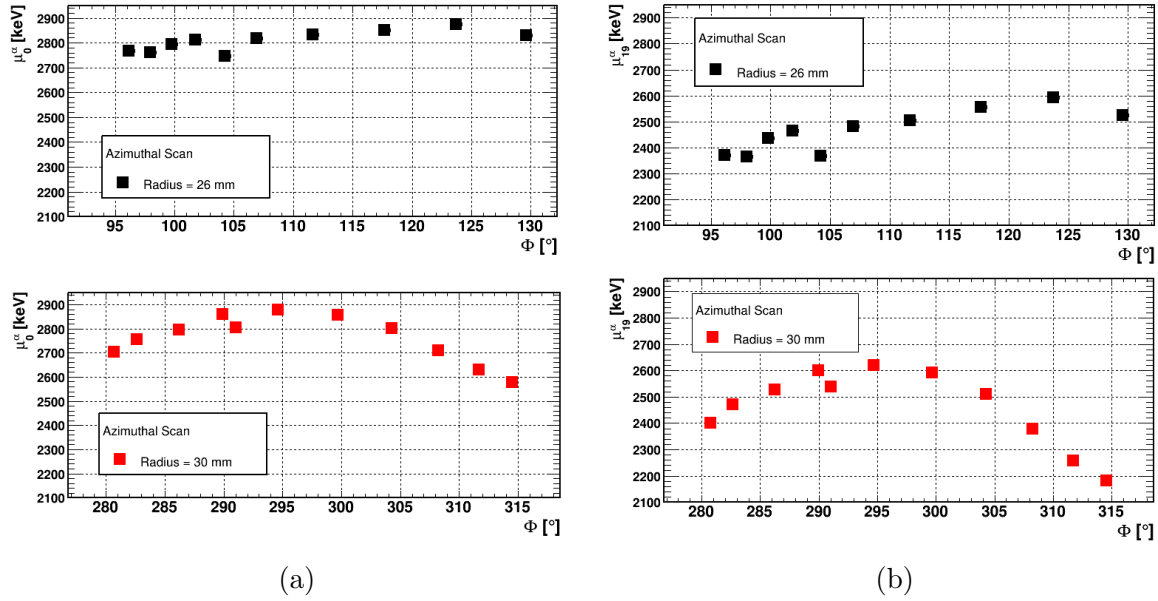 μ₀^α [keV]
2900
2800
2700
2600
2500
2400
2300
2200
2100
Azimuthal Scan
Radius = 26 mm
95 100 105 110 115 120 125 130
Φ [°]
μ₁₉^α [keV]
2900
2800
2700
2600
2500
2400
2300
2200
2100
Azimuthal Scan
Radius = 26 mm
95 100 105 110 115 120 125 130
Φ [°]
μ₀^α [keV]
2900
2800
2700
2600
2500
2400
2300
2200
2100
Azimuthal Scan
Radius = 30 mm
280 285 290 295 300 305 310 315
Φ [°]
μ₁₉^α [keV]
2900
2800
2700
2600
2500
2400
2300
2200
2100
Azimuthal Scan
Radius = 30 mm
280 285 290 295 300 305 310 315
Φ [°]
(a)
(b)